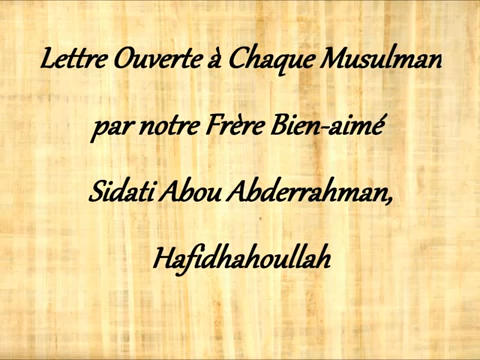 Lettre Ouverte à Chaque Musulman
par notre Frère Bien-aimé
Sidati Abou Abderrahman,
Hafidhahoullah